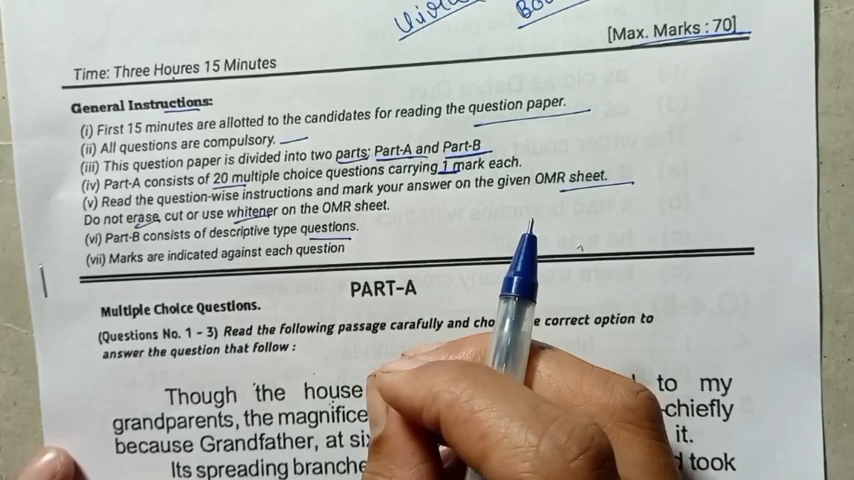 [Max. Marks : 70]
Time: Three Houres 15 Minutes
General Instructions:
(i) First 15 minutes are allotted to the candidates for reading the question paper.
(ii) All questions are compulsory.
(iii) This question paper is divided into two parts; Part-A and Part-B
(iv) Part-A consists of 20 multiple choice questions carrying 1 mark each.
(v) Read the question-wise instructions and mark your answer on the given OMR sheet.
Do not erase, cut or use whitener on the OMR sheet.
(vi) Part-B consists of descriptive type questions.
(vii) Marks are indicated against each question
PART-A
Multiple Choice Questions.
(Questions No. 1 - 3) Read the following passage carafully and correct option to
answer the question that follow :
Though the house to my
grandparents, the chiefly
because Grandfather, at it.
Its spreading took